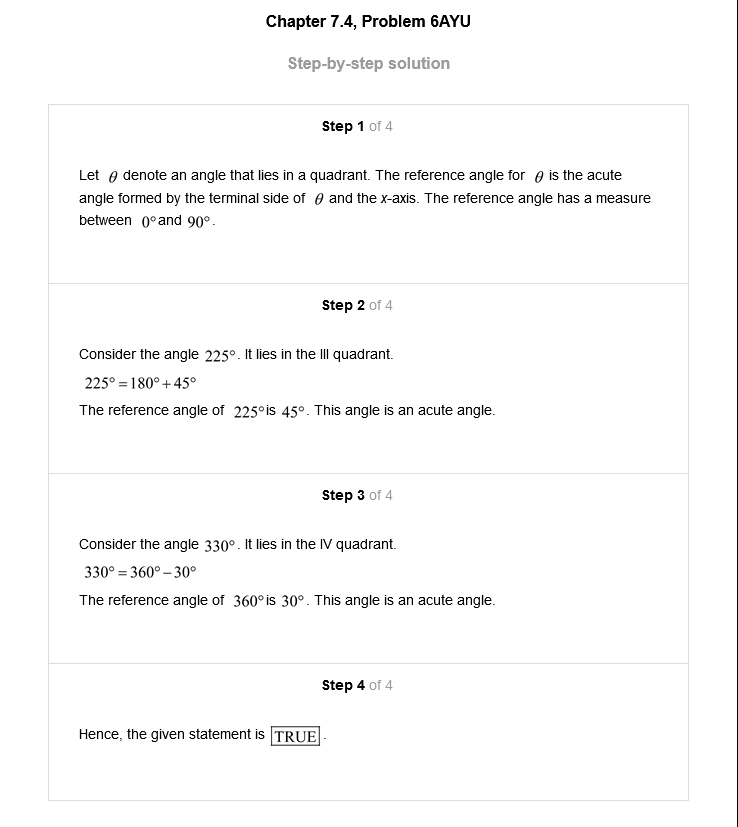 Chapter 7.4, Problem 6AYU
Step-by-step solution
Step 1 of 4
Let θ denote an angle that lies in a quadrant. The reference angle for θ is the acute
angle formed by the terminal side of θ and the x-axis. The reference angle has a measure
between 0° and 90°.
Step 2 of 4
Consider the angle 225°. It lies in the III quadrant.
225° = 180° + 45°
The reference angle of 225° is 45°. This angle is an acute angle.
Step 3 of 4
Consider the angle 330°. It lies in the IV quadrant.
330° = 360° − 30°
The reference angle of 360° is 30°. This angle is an acute angle.
Step 4 of 4
Hence, the given statement is TRUE.